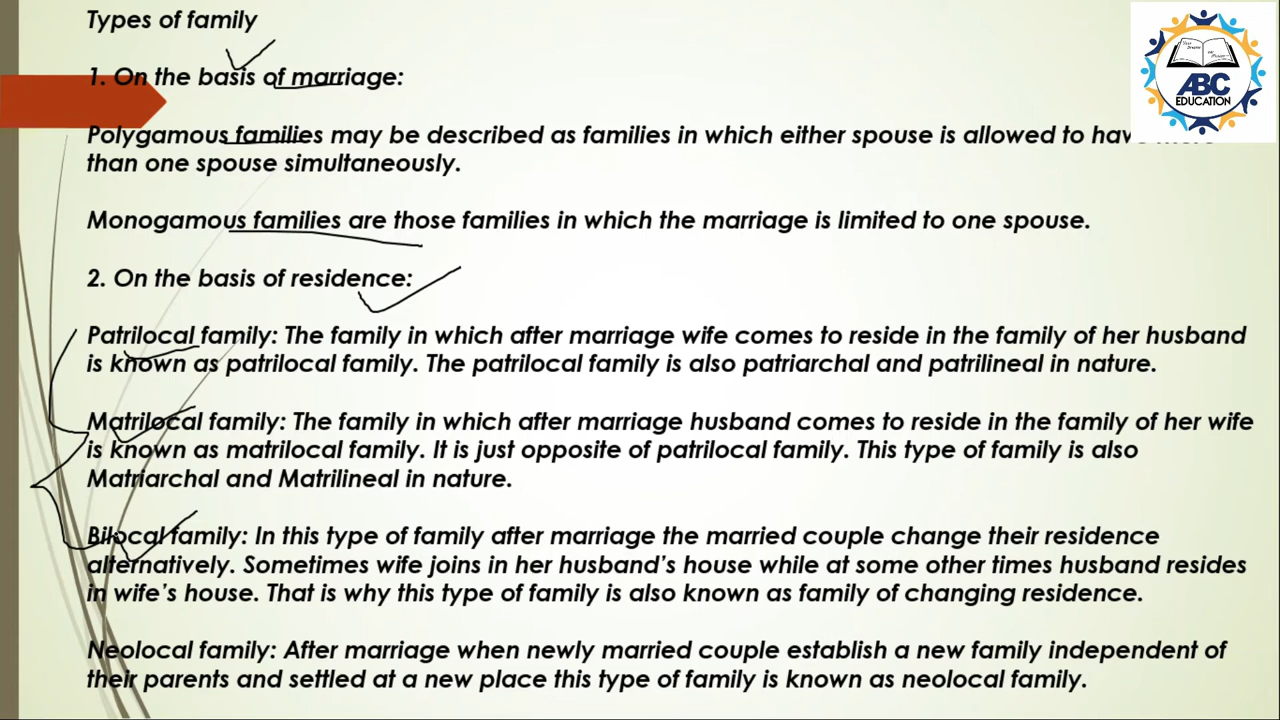 Types of family
1. On the basis of marriage:
Polygamous families may be described as families in which either spouse is allowed to have more
than one spouse simultaneously.
Monogamous families are those families in which the marriage is limited to one spouse.
2. On the basis of residence:
Patrilocal family: The family in which after marriage wife comes to reside in the family of her husband
is known as patrilocal family. The patrilocal family is also patriarchal and patrilineal in nature.
Matrilocal family: The family in which after marriage husband comes to reside in the family of her wife
is known as matrilocal family. It is just opposite of patrilocal family. This type of family is also
Matriarchal and Matrilineal in nature.
Bilocal family: In this type of family after marriage the married couple change their residence
alternatively. Sometimes wife joins in her husband's house while at some other times husband resides
in wife's house. That is why this type of family is also known as family of changing residence.
Neolocal family: After marriage when newly married couple establish a new family independent of
their parents and settled at a new place this type of family is known as neolocal family.
ABC
EDUCATION